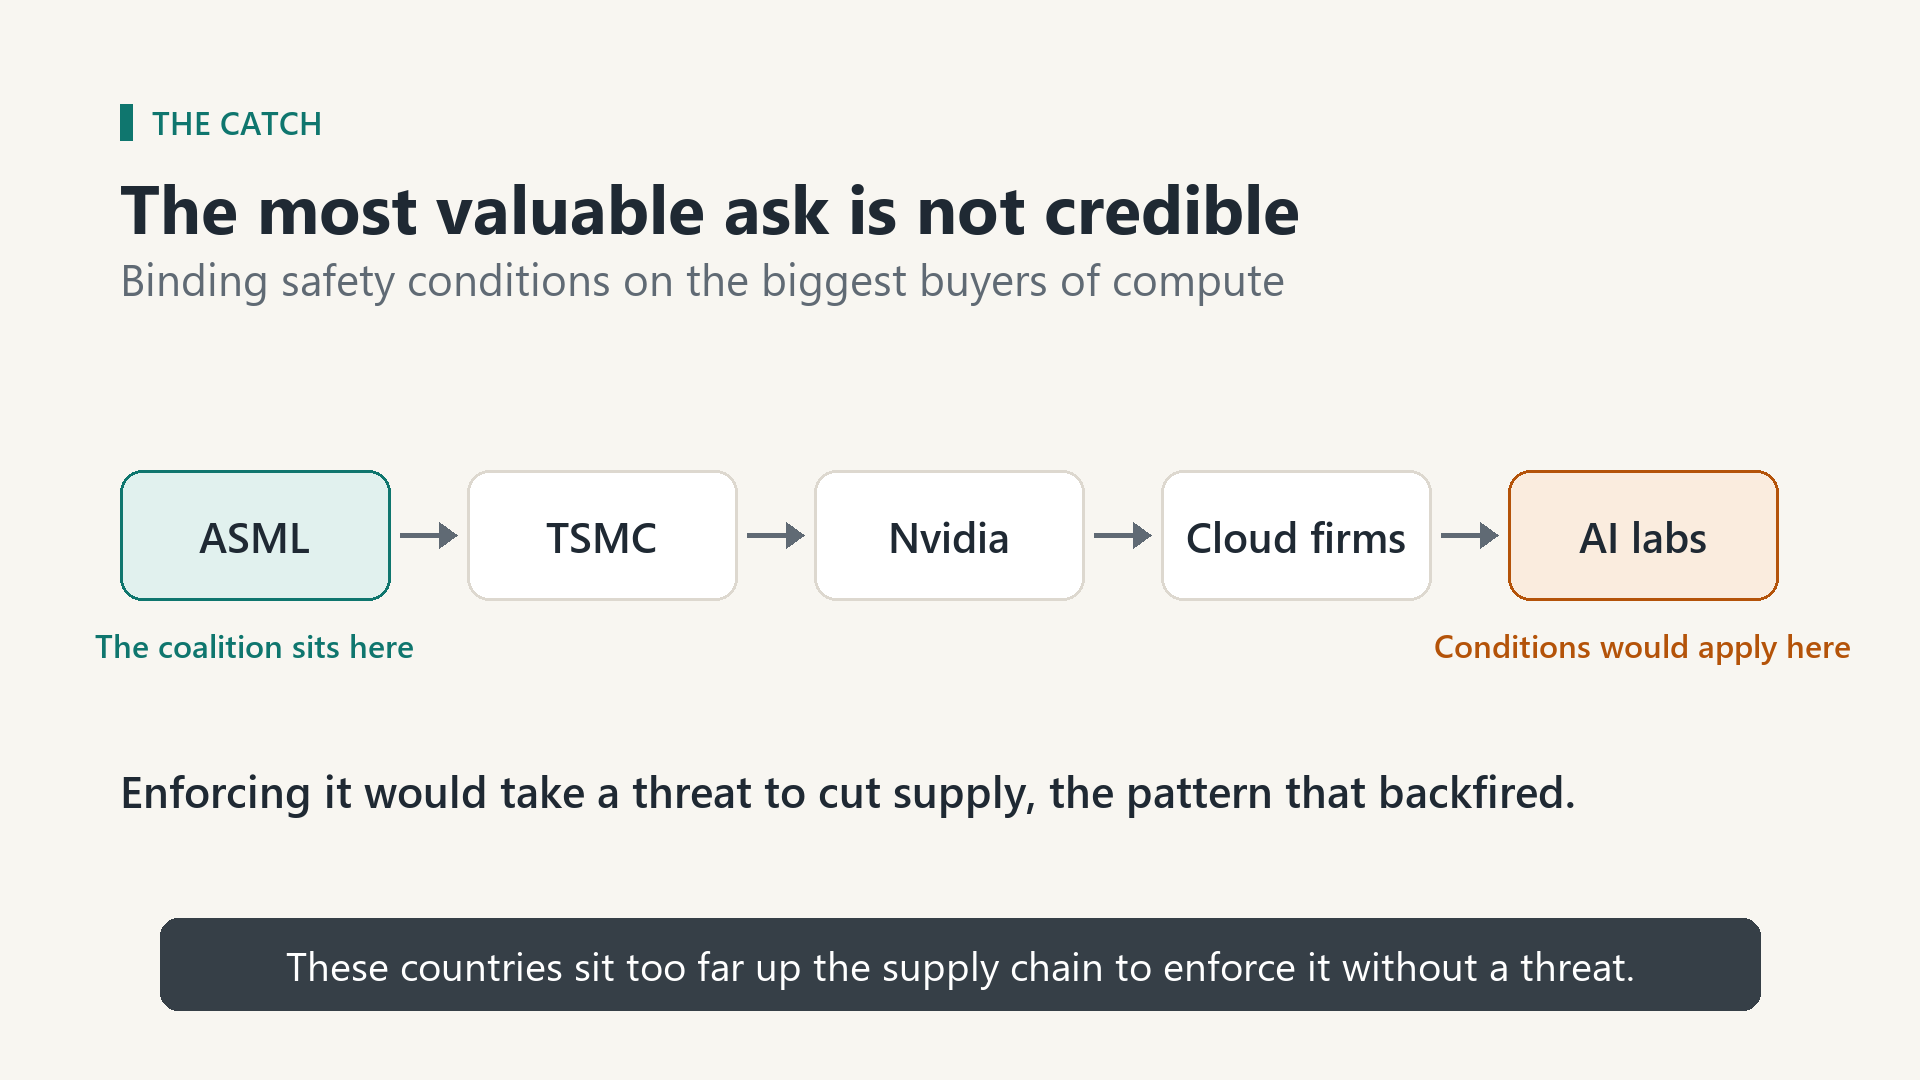 THE CATCH
The most valuable ask is not credible
Binding safety conditions on the biggest buyers of compute
ASML
TSMC
Nvidia
Cloud firms
AI labs
The coalition sits here
Conditions would apply here
Enforcing it would take a threat to cut supply, the pattern that backfired.
These countries sit too far up the supply chain to enforce it without a threat.